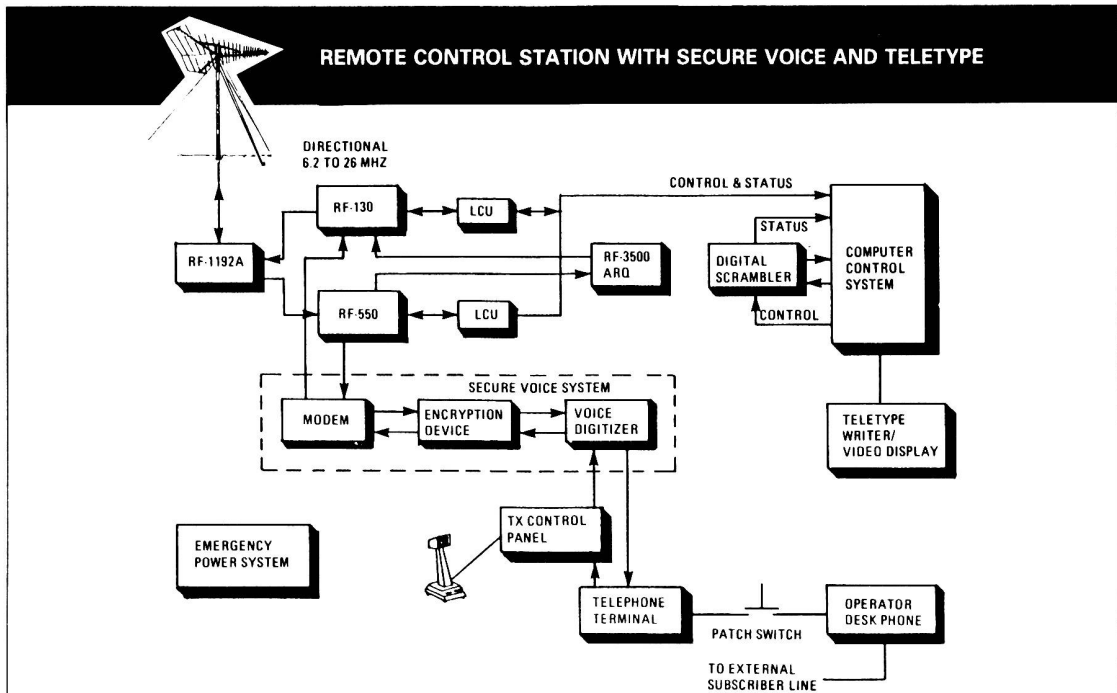 REMOTE CONTROL STATION WITH SECURE VOICE AND TELETYPE
DIRECTIONAL
6.2 TO 26 MHZ
CONTROL & STATUS
RF-130
LCU
STATUS
RF-1192A
RF-3500
ARQ
DIGITAL
SCRAMBLER
COMPUTER
CONTROL
SYSTEM
RF-550
LCU
CONTROL
SECURE VOICE SYSTEM
MODEM
ENCRYPTION
DEVICE
VOICE
DIGITIZER
TELETYPE
WRITER/
VIDEO DISPLAY
TX CONTROL
PANEL
EMERGENCY
POWER SYSTEM
TELEPHONE
TERMINAL
PATCH SWITCH
OPERATOR
DESK PHONE
TO EXTERNAL
SUBSCRIBER LINE